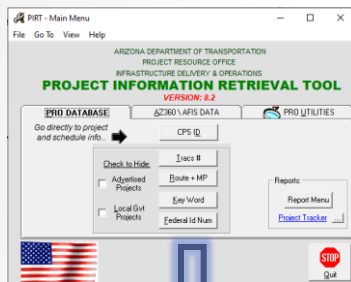 PIRT - Main Menu
File Go To View Help
ARIZONA DEPARTMENT OF TRANSPORTATION
PROJECT RESOURCE OFFICE
INFRASTRUCTURE DELIVERY & OPERATIONS
PROJECT INFORMATION RETRIEVAL TOOL
VERSION: 8.2
PRO DATABASE
AZ360 \ AFIS DATA
PRO UTILITIES
Go directly to project
and schedule info...
CPS ID
Check to Hide:
Advertised
Projects
Local Gvt
Projects
Tracs #
Route + MP
Key Word
Federal Id Num
Reports:
Report Menu
Project Tracker ...
STOP
Quit